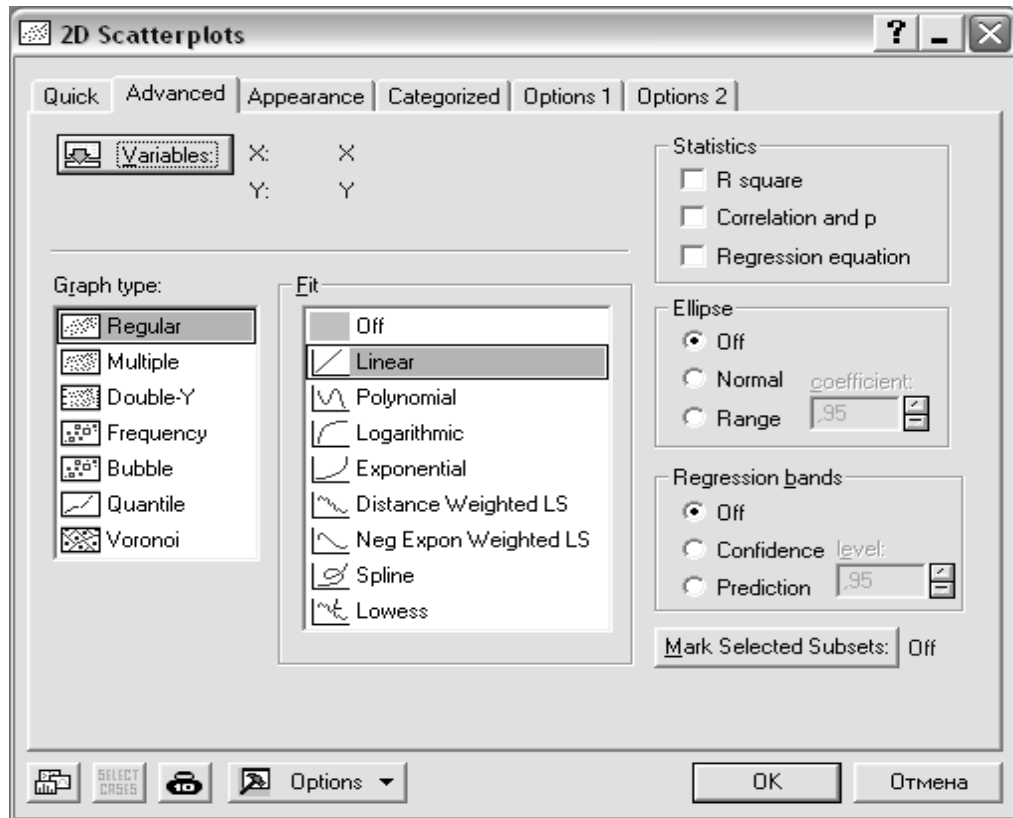 2D Scatterplots
Quick Advanced Appearance Categorized Options 1 Options 2
Variables: X: X
Y: Y
Graph type:
Regular
Multiple
Double-Y
Frequency
Bubble
Quantile
Voronoi
Fit
Off
Linear
Polynomial
Logarithmic
Exponential
Distance Weighted LS
Neg Expon Weighted LS
Spline
Lowess
Statistics
R square
Correlation and p
Regression equation
Ellipse
Off
Normal coefficient:
Range ,95
Regression bands
Off
Confidence level:
Prediction ,95
Mark Selected Subsets: Off
SELECT
CASES
Options
OK
Отмена